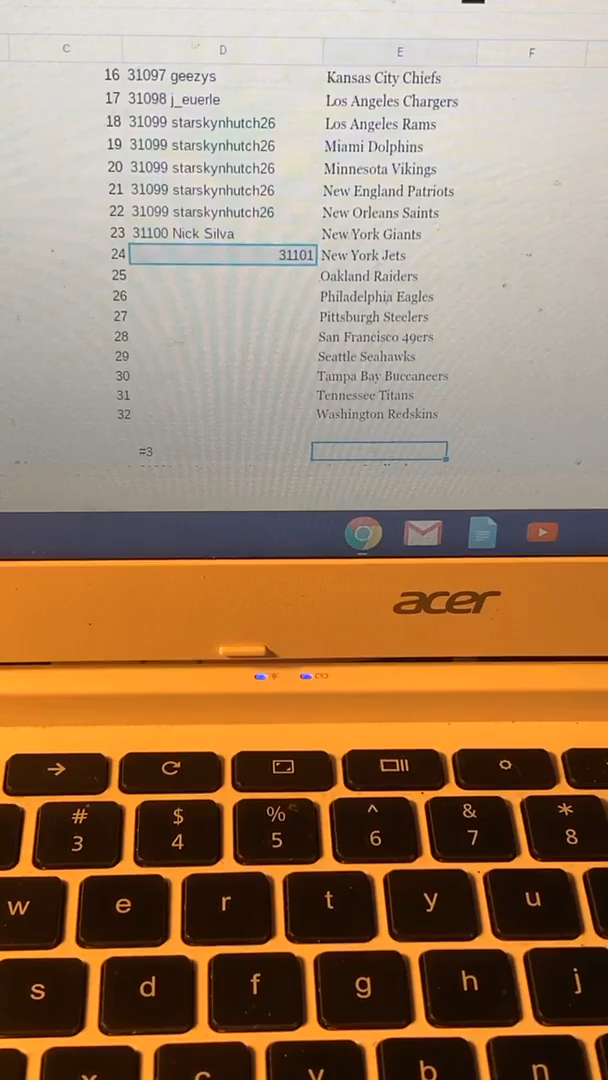 C D E F
16 31097 geezys Kansas City Chiefs
17 31098 j_euerle Los Angeles Chargers
18 31099 starskynhutch26 Los Angeles Rams
19 31099 starskynhutch26 Miami Dolphins
20 31099 starskynhutch26 Minnesota Vikings
21 31099 starskynhutch26 New England Patriots
22 31099 starskynhutch26 New Orleans Saints
23 31100 Nick Silva New York Giants
24 31101 New York Jets
25 Oakland Raiders
26 Philadelphia Eagles
27 Pittsburgh Steelers
28 San Francisco 49ers
29 Seattle Seahawks
30 Tampa Bay Buccaneers
31 Tennessee Titans
32 Washington Redskins
#3
acer
# $ % ^ & *
3 4 5 6 7 8
w e r t y u
s d f g h j
x c v b n